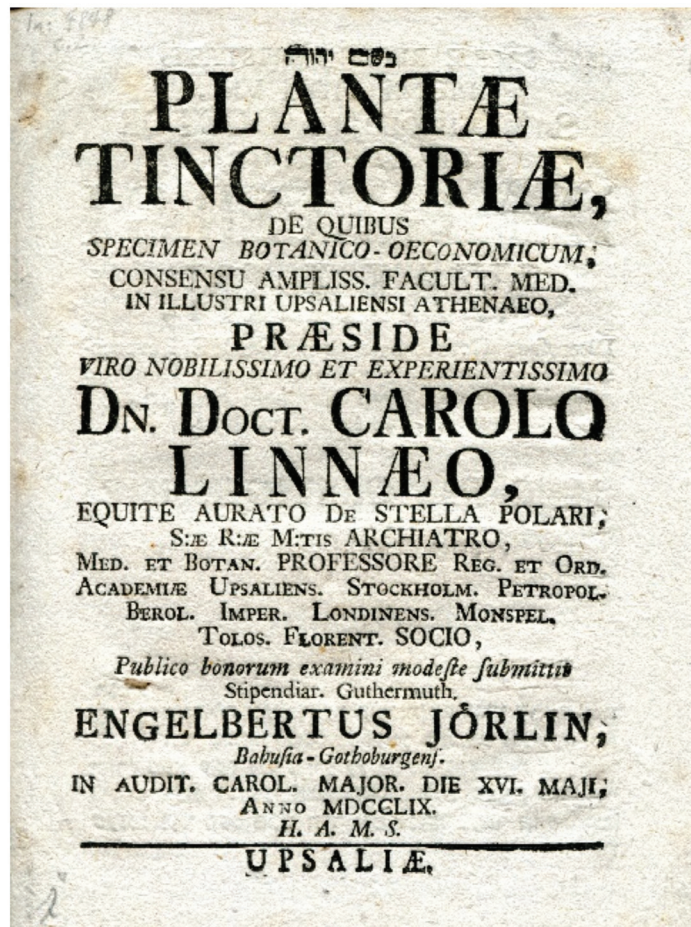 בשם יהוה
PLANTÆ
TINCTORIÆ,
DE QUIBUS
SPECIMEN BOTANICO-OECONOMICUM;
CONSENSU AMPLISS. FACULT. MED.
IN ILLUSTRI UPSALIENSI ATHENAEO,
PRÆSIDE
VIRO NOBILISSIMO ET EXPERIENTISSIMO
DN. DOCT. CAROLO
LINNÆO,
EQUITE AURATO DE STELLA POLARI;
S:Æ R:Æ M:TIS ARCHIATRO,
MED. ET BOTAN. PROFESSORE REG. ET ORD.
ACADEMIÆ UPSALIENS. STOCKHOLM. PETROPOL.
BEROL. IMPER. LONDINENS. MONSPEL.
TOLOS. FLORENT. SOCIO,
Publico bonorum examini modeſte ſubmittit
Stipendiar. Guthermuth.
ENGELBERTUS JÖRLIN;
Bahuſia-Gothoburgenſ.
IN AUDIT. CAROL. MAJOR. DIE XVI. MAJI;
ANNO MDCCLIX.
H. A. M. S.
UPSALIÆ.